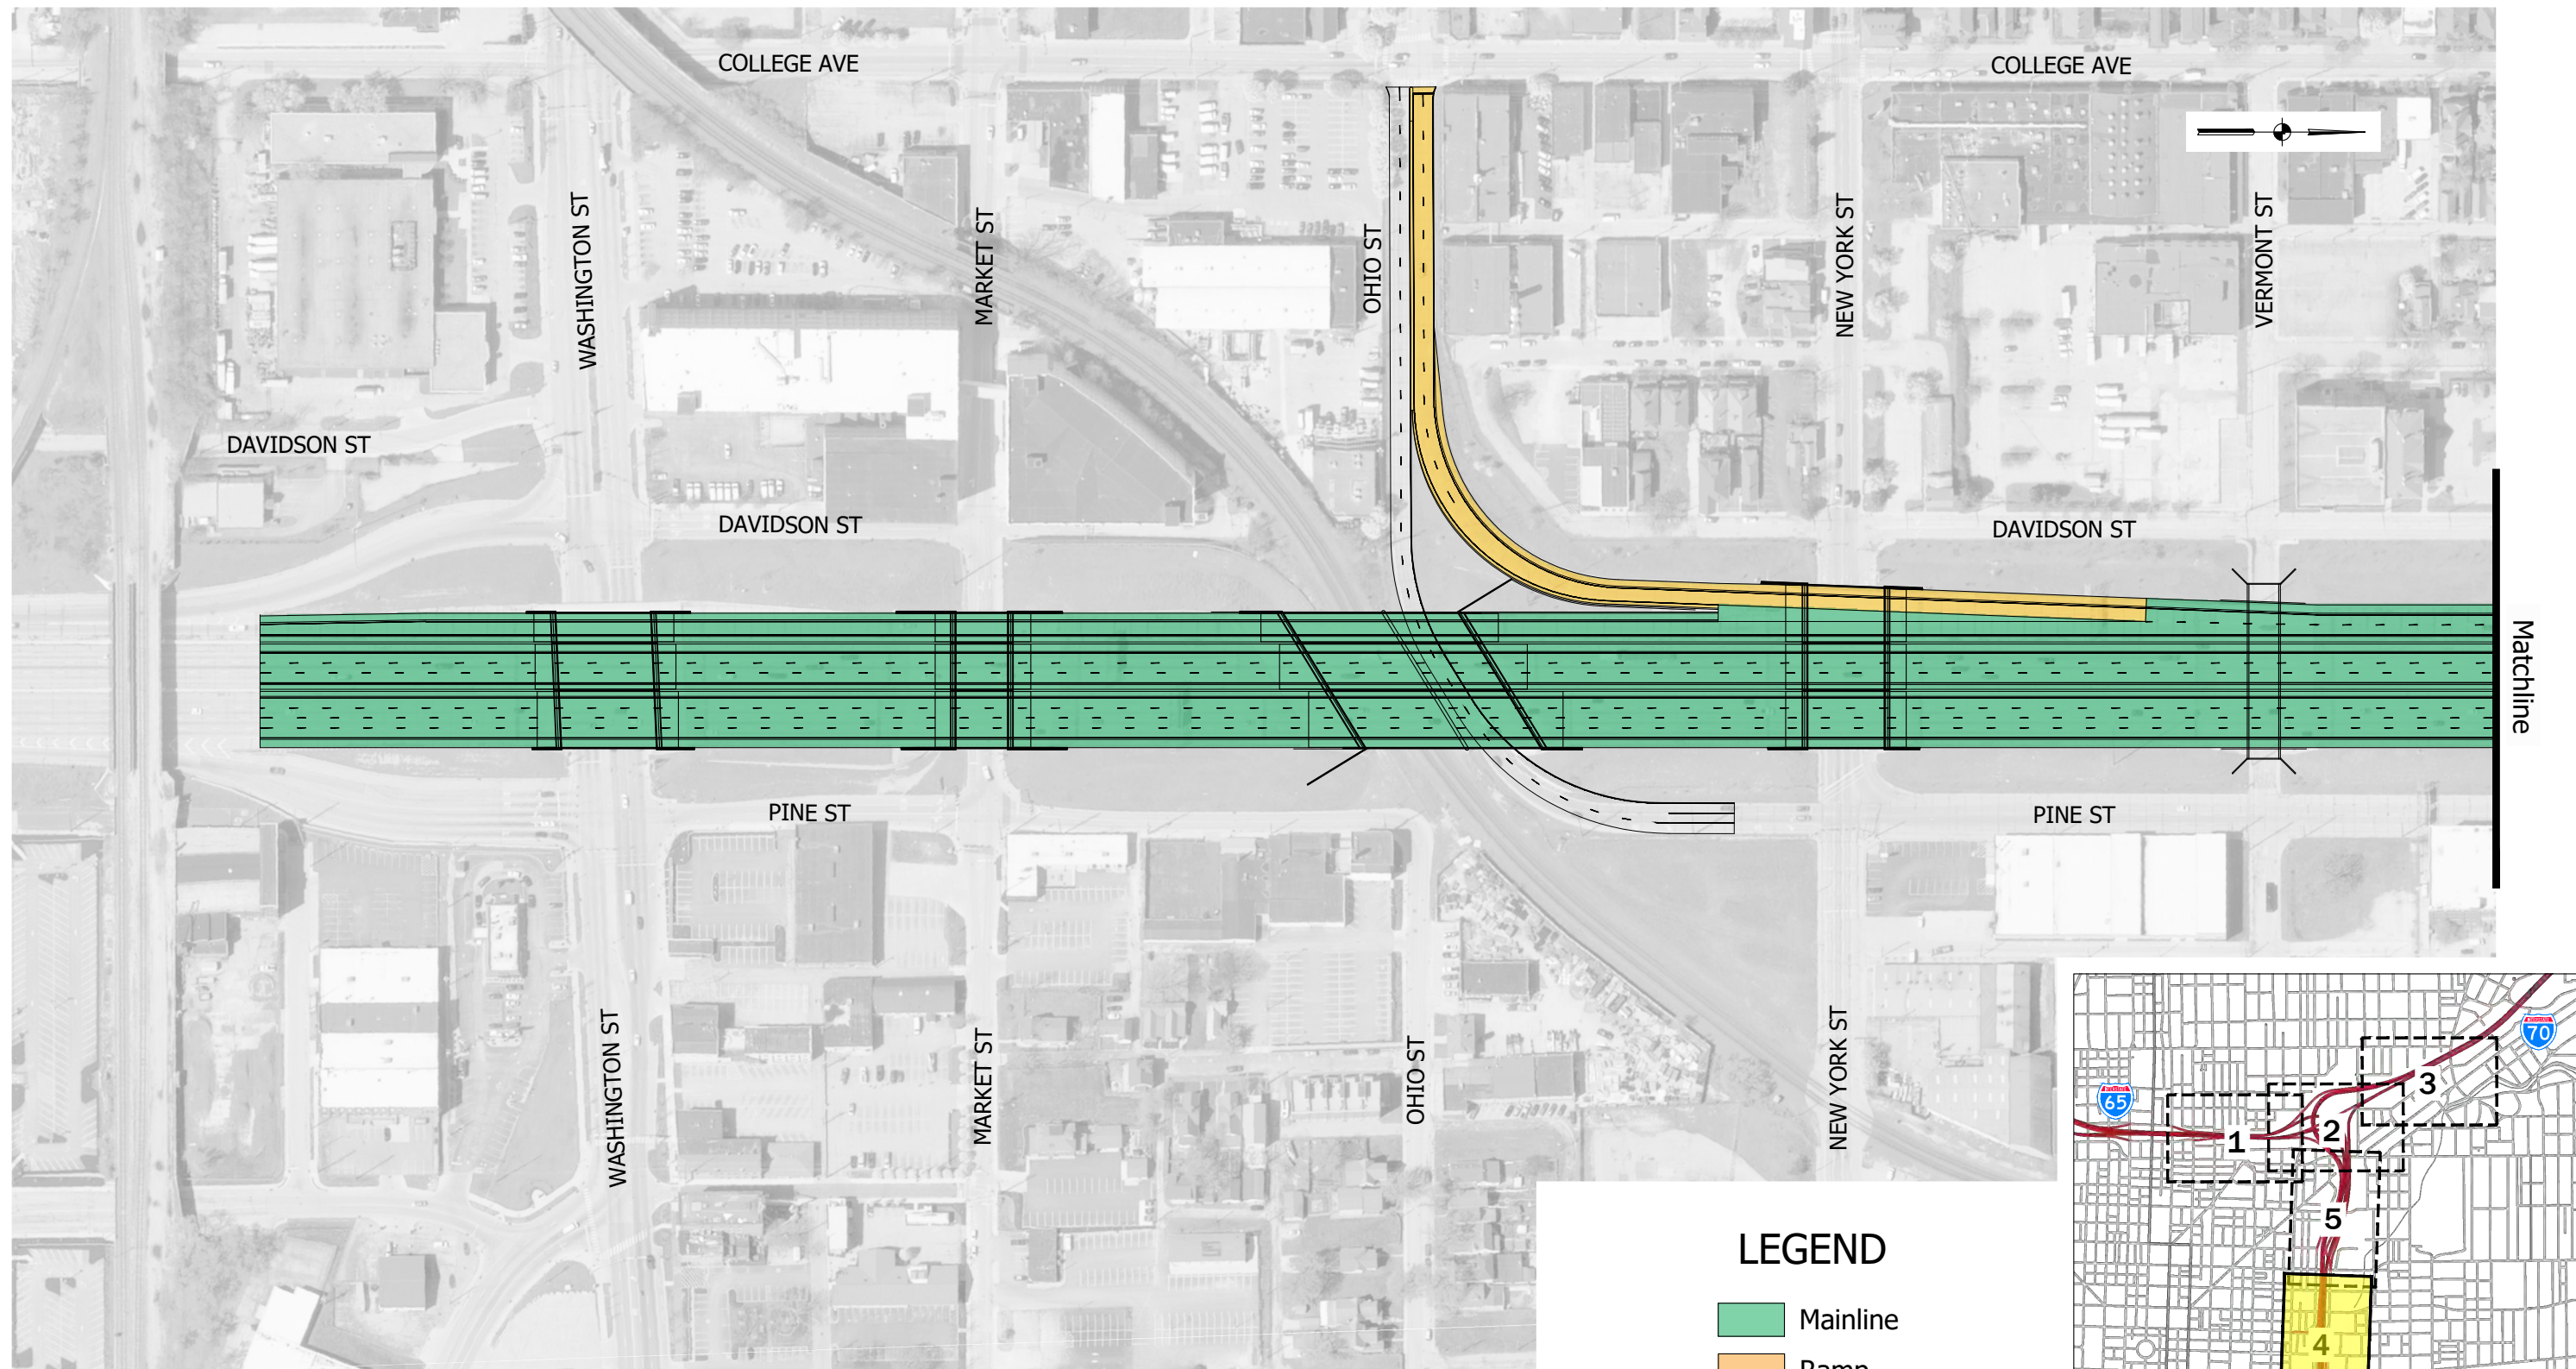 COLLEGE AVE
COLLEGE AVE
WASHINGTON ST
MARKET ST
OHIO ST
NEW YORK ST
VERMONT ST
DAVIDSON ST
DAVIDSON ST
DAVIDSON ST
Matchline
PINE ST
PINE ST
WASHINGTON ST
MARKET ST
OHIO ST
NEW YORK ST
70
65
3
2
1
5
4
LEGEND
Mainline
Ramp